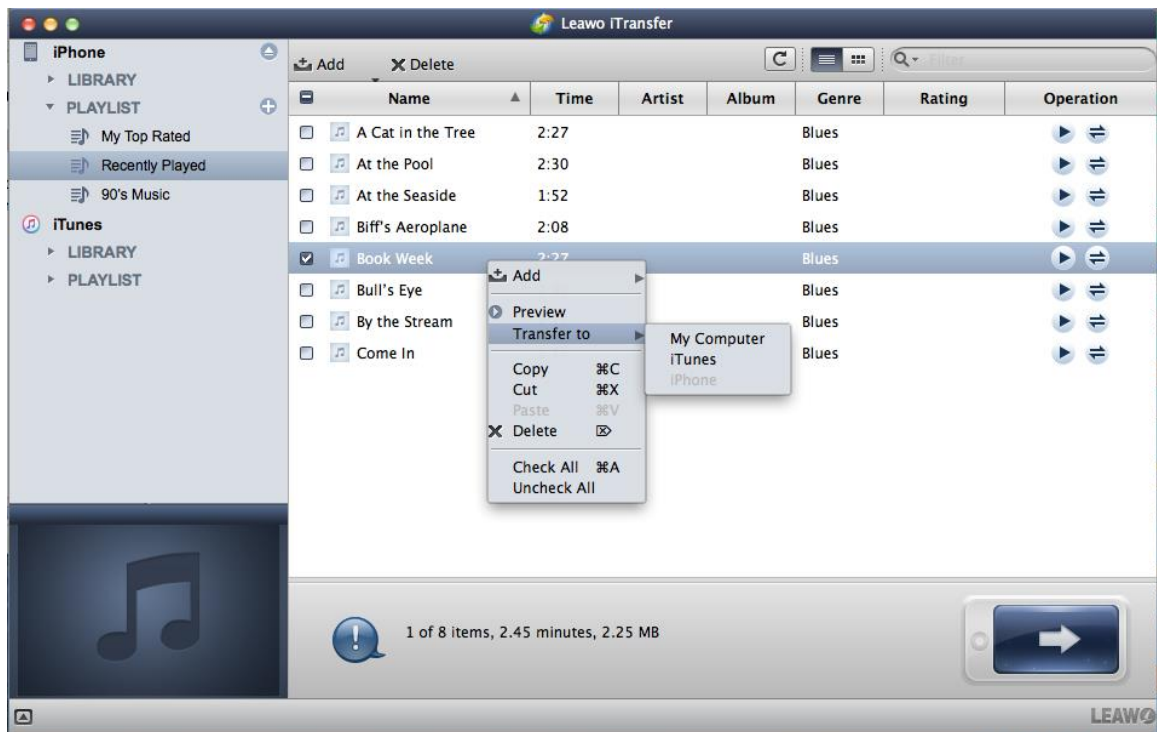 Leawo iTransfer
iPhone
LIBRARY
PLAYLIST
My Top Rated
Recently Played
90's Music
iTunes
LIBRARY
PLAYLIST
Add Delete Filter
Name Time Artist Album Genre Rating Operation
A Cat in the Tree 2:27 Blues
At the Pool 2:30 Blues
At the Seaside 1:52 Blues
Biff's Aeroplane 2:08 Blues
Book Week 2:27 Blues
Bull's Eye Blues
By the Stream Blues
Come In Blues
Add
Preview
Transfer to
Copy ⌘C
Cut ⌘X
Paste ⌘V
Delete ⌦
Check All ⌘A
Uncheck All
My Computer
iTunes
iPhone
1 of 8 items, 2.45 minutes, 2.25 MB
LEAWO